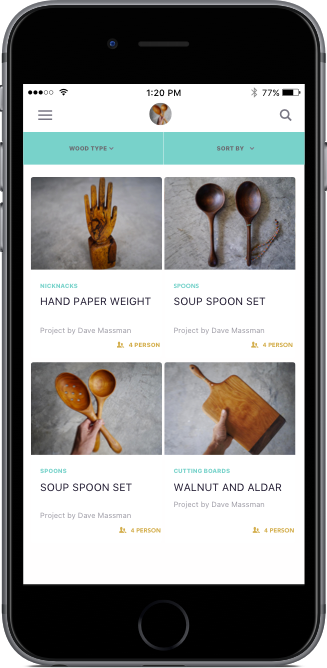 1:20 PM
77%
WOOD TYPE
SORT BY
NICKNACKS
HAND PAPER WEIGHT
Project by Dave Massman
4 PERSON
SPOONS
SOUP SPOON SET
Project by Dave Massman
4 PERSON
SPOONS
SOUP SPOON SET
Project by Dave Massman
4 PERSON
CUTTING BOARDS
WALNUT AND ALDAR
Project by Dave Massman
4 PERSON